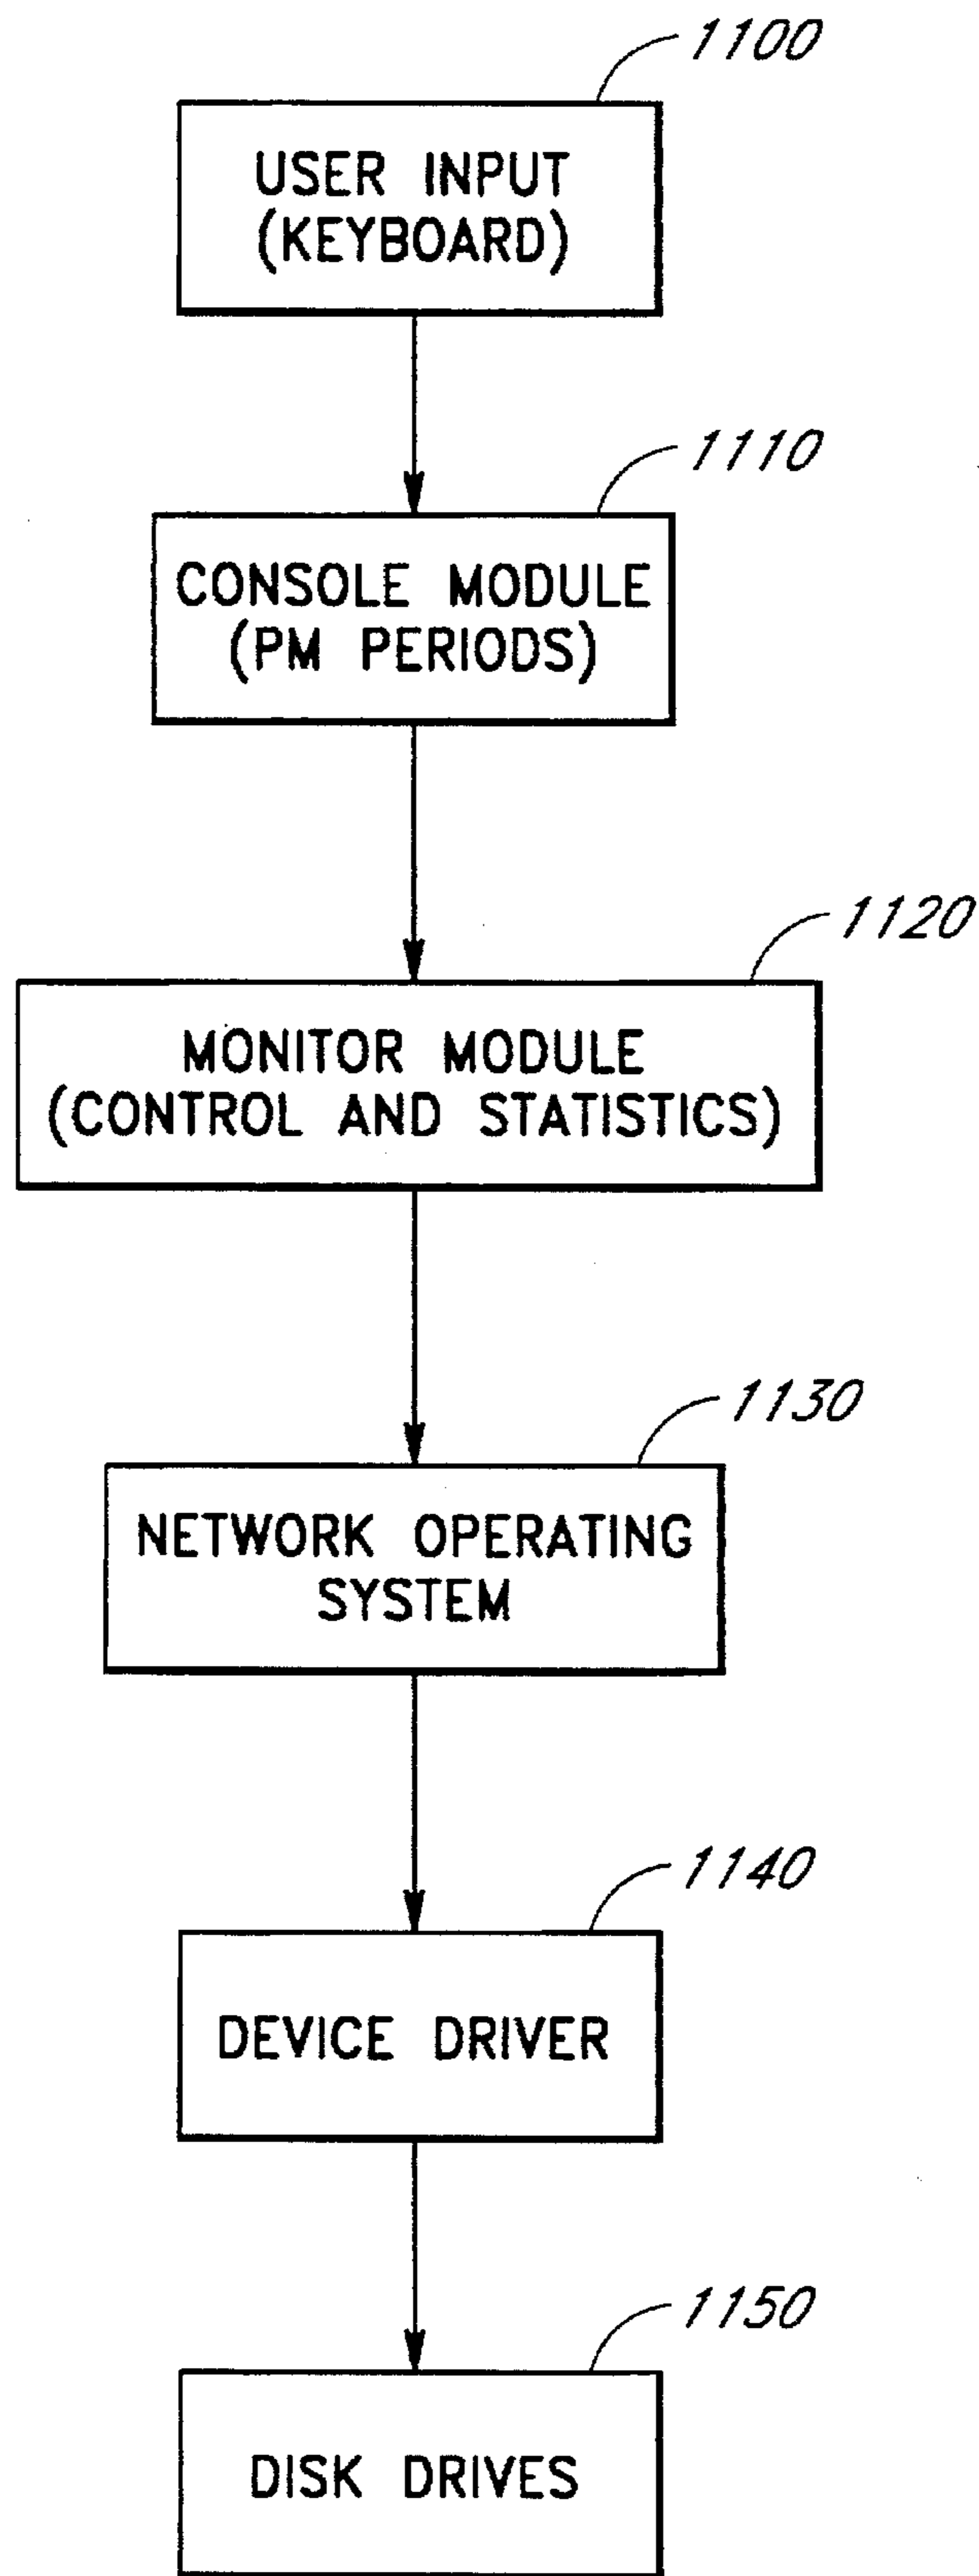 1100
USER INPUT
(KEYBOARD)
1110
CONSOLE MODULE
(PM PERIODS)
1120
MONITOR MODULE
(CONTROL AND STATISTICS)
1130
NETWORK OPERATING
SYSTEM
1140
DEVICE DRIVER
1150
DISK DRIVES